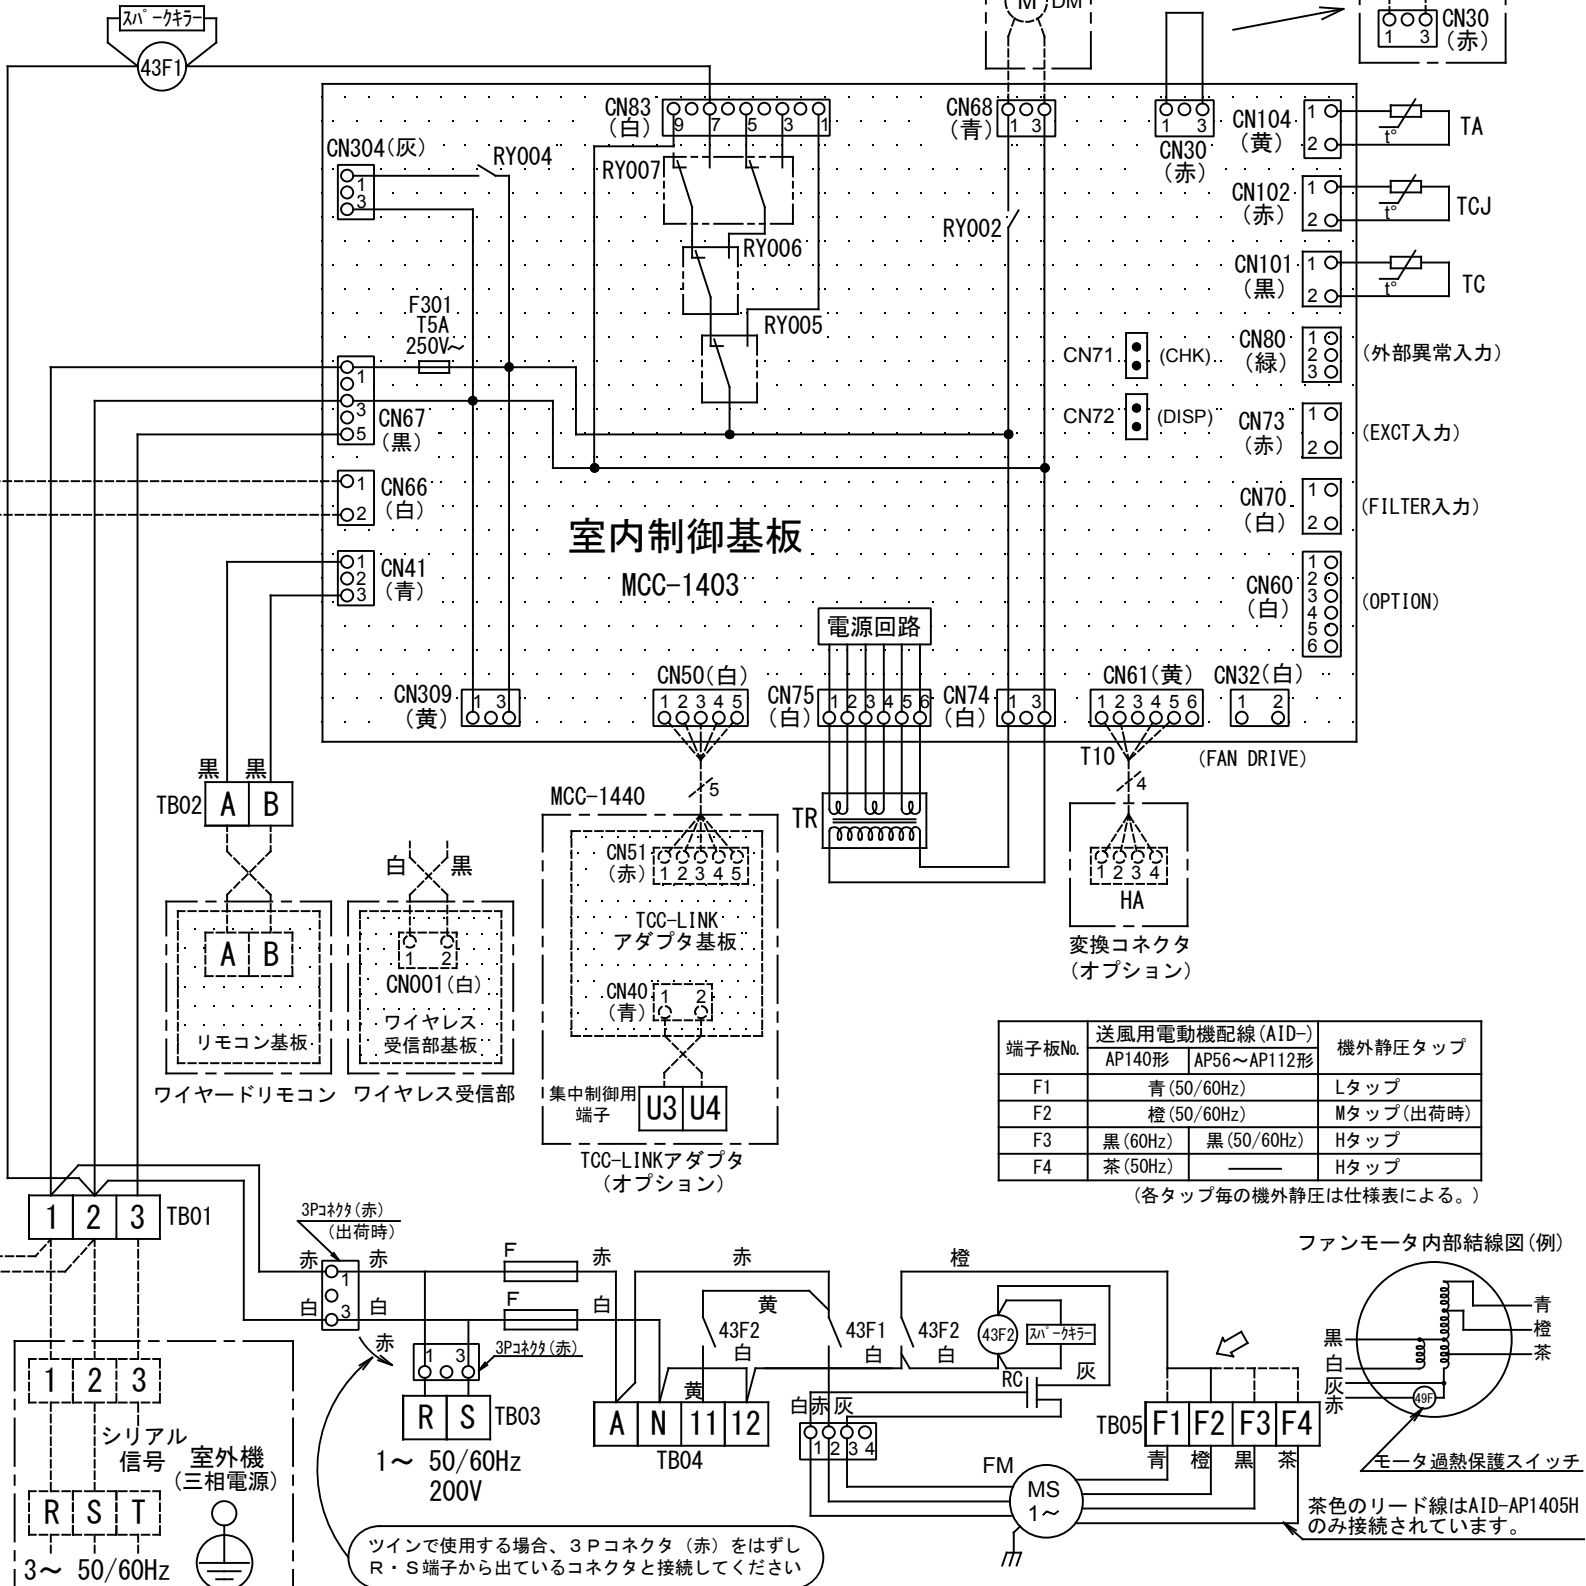 スパークキラー
43F1
M
DM
CN30
(赤)
1 3
CN83
(白)
9 7 5 3 1
CN68
(青)
1 3
1 3
CN30
(赤)
CN104
(黄)
1
2
t°
TA
CN304(灰)
1
3
RY004
RY007
CN102
(赤)
1
2
t°
TCJ
RY002
RY006
CN101
(黒)
1
2
t°
TC
F301
T5A
250V~
RY005
CN71
(CHK)
CN80
(緑)
1
2
3
(外部異常入力)
1
3
5
CN67
(黒)
CN72
(DISP)
CN73
(赤)
1
2
(EXCT入力)
1
2
CN66
(白)
CN70
(白)
1
2
(FILTER入力)
室内制御基板
MCC-1403
1
2
3
CN41
(青)
CN60
(白)
1
2
3
4
5
6
(OPTION)
電源回路
CN309
(黄)
1 3
CN50(白)
1 2 3 4 5
CN75
(白)
1 2 3 4 5 6
CN74
(白)
1 3
CN61(黄)
1 2 3 4 5 6
CN32(白)
1 2
T10
(FAN DRIVE)
黒 黒
TB02 A B
MCC-1440
5
TR
4
CN51
(赤)
1 2 3 4 5
1 2 3 4
HA
白 黒
TCC-LINK
アダプタ基板
変換コネクタ
(オプション)
A B
1 2
CN001(白)
CN40
(青)
1 2
リモコン基板
ワイヤレス
受信部基板
ワイヤードリモコン
ワイヤレス受信部
集中制御用
端子
U3 U4
TCC-LINKアダプタ
(オプション)
端子板No. 送風用電動機配線(AID-) 機外静圧タップ
AP140形 AP56~AP112形
F1 青(50/60Hz) Lタップ
F2 橙(50/60Hz) Mタップ(出荷時)
F3 黒(60Hz) 黒(50/60Hz) Hタップ
F4 茶(50Hz) —— Hタップ
(各タップ毎の機外静圧は仕様表による。)
1 2 3 TB01
3Pコネクタ(赤)
(出荷時)
赤 赤
1
3
白 白
F 赤
F 白
赤
赤
黄
橙
43F2
白
43F1
白
43F2
白
43F2
スパークキラー
RC
灰
ファンモータ内部結線図(例)
青
橙
茶
黒
白
灰
赤
49F
モータ過熱保護スイッチ
1 3
3Pコネクタ(赤)
R S TB03
1~ 50/60Hz
200V
黄
A N 11 12
TB04
白 赤 灰
1 2 3 4
TB05 F1 F2 F3 F4
青 橙 黒 茶
FM
MS
1~
茶色のリード線はAID-AP1405H
のみ接続されています。
1 2 3
シリアル
信号
室外機
(三相電源)
R S T
3~ 50/60Hz
ツインで使用する場合、3Pコネクタ(赤)をはずし
R・S端子から出ているコネクタと接続してください